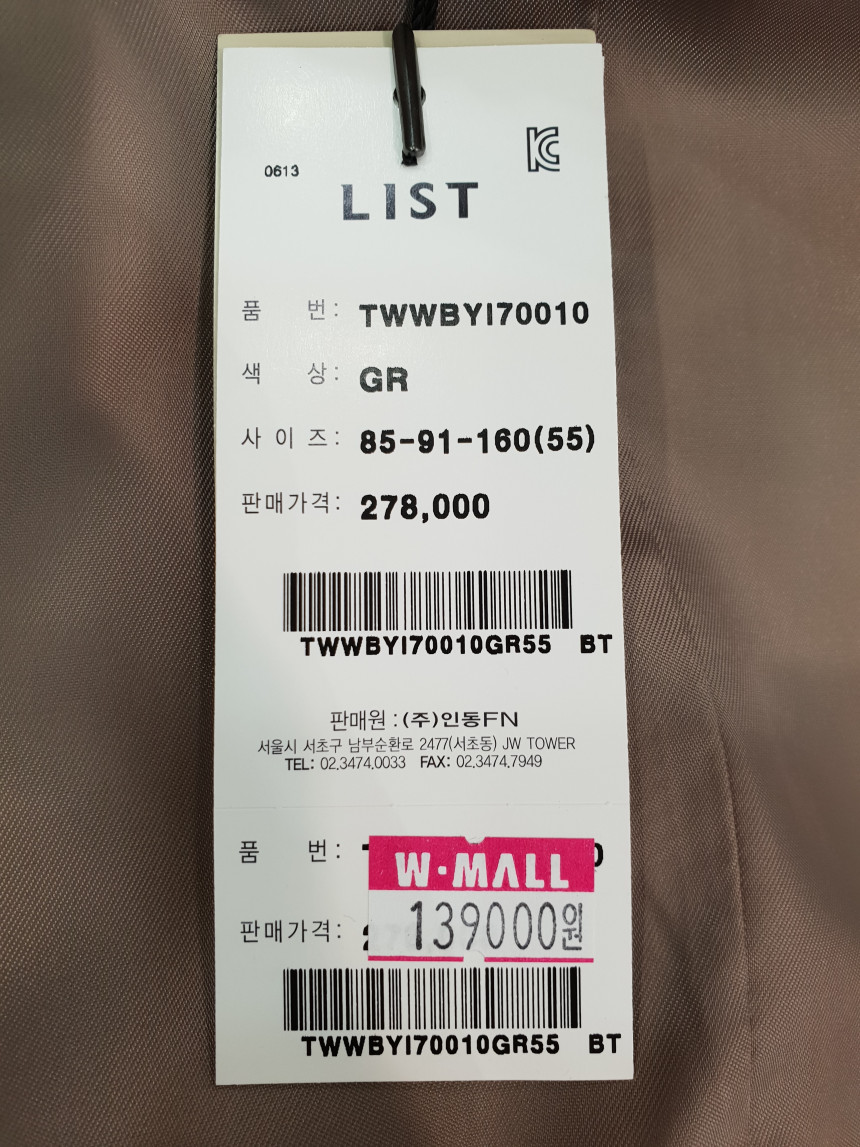 0613
LIST
품 번: TWWBYI70010
색 상: GR
사이즈: 85-91-160(55)
판매가격: 278,000
TWWBYI70010GR55 BT
판매원 : (주)인동FN
서울시 서초구 남부순환로 2477(서초동) JW TOWER
TEL: 02.3474.0033 FAX: 02.3474.7949
품 번:
W·MALL
139000원
판매가격:
TWWBYI70010GR55 BT